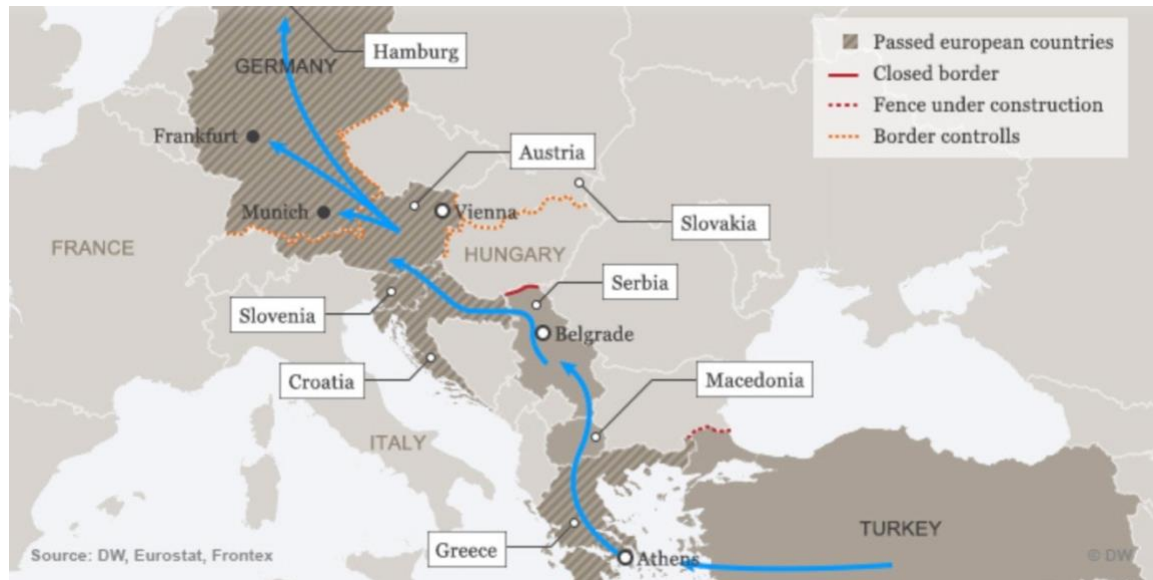 Hamburg
GERMANY
Frankfurt
Austria
Munich
Vienna
Slovakia
FRANCE
HUNGARY
Serbia
Slovenia
Belgrade
Croatia
Macedonia
ITALY
TURKEY
Greece
Athens
Passed european countries
Closed border
Fence under construction
Border controlls
Source: DW, Eurostat, Frontex
© DW